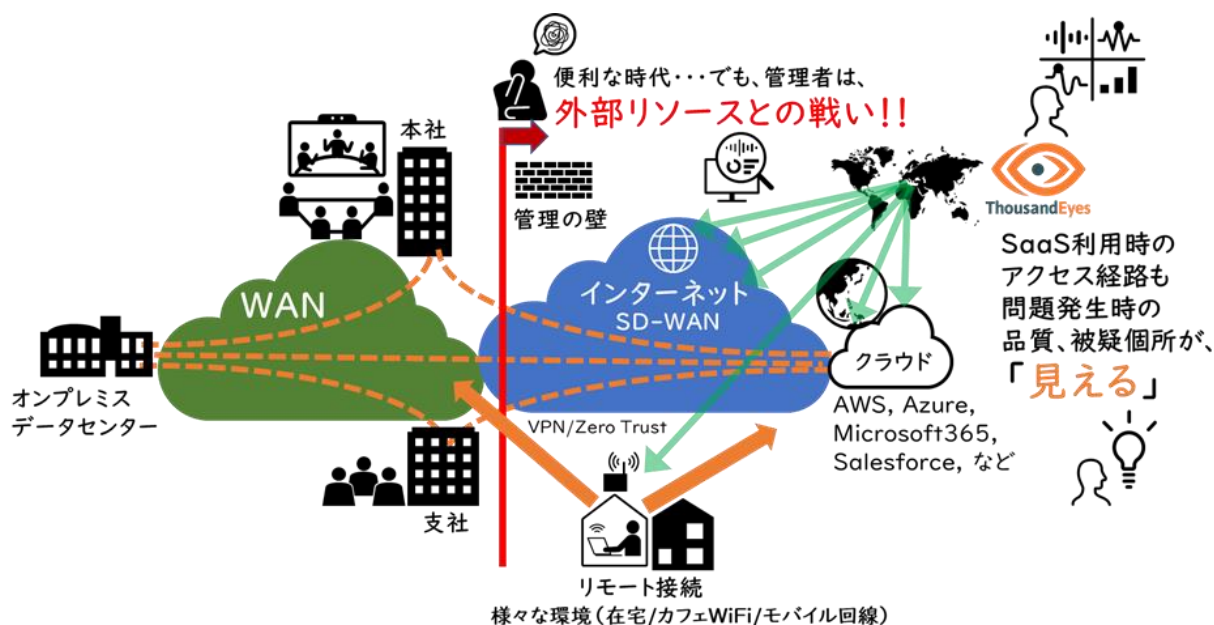 便利な時代・・・でも、管理者は、
外部リソースとの戦い!!
本社
管理の壁
ThousandEyes
SaaS利用時の
アクセス経路も
問題発生時の
品質、被疑個所が、
「見える」
WAN
インターネット
SD-WAN
クラウド
オンプレミス
データセンター
AWS, Azure,
Microsoft365,
Salesforce, など
VPN/Zero Trust
支社
リモート接続
様々な環境(在宅/カフェWiFi/モバイル回線)